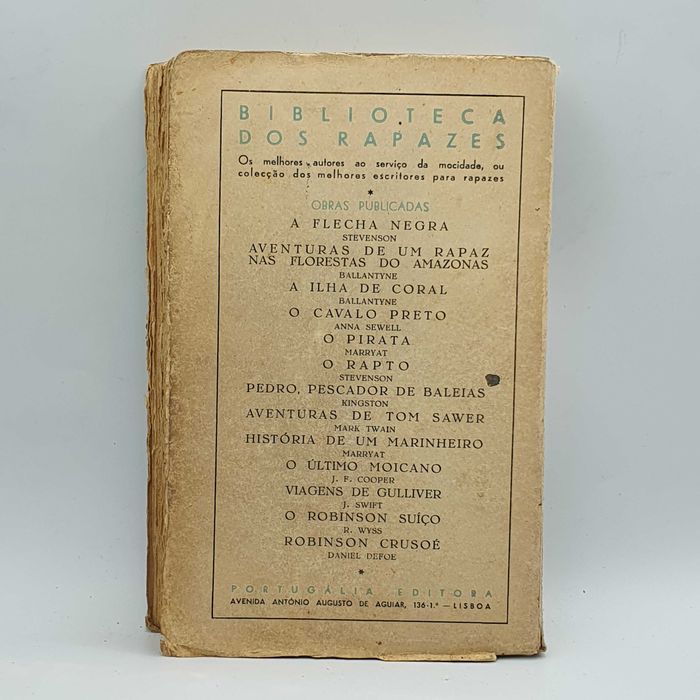 BIBLIOTECA
DOS RAPAZES
Os melhores autores ao serviço da mocidade, ou
colecção dos melhores escritores para rapazes
*
OBRAS PUBLICADAS
A FLECHA NEGRA
STEVENSON
AVENTURAS DE UM RAPAZ
NAS FLORESTAS DO AMAZONAS
BALLANTYNE
A ILHA DE CORAL
BALLANTYNE
O CAVALO PRETO
ANNA SEWELL
O PIRATA
MARRYAT
O RAPTO
STEVENSON
PEDRO, PESCADOR DE BALEIAS
KINGSTON
AVENTURAS DE TOM SAWER
MARK TWAIN
HISTÓRIA DE UM MARINHEIRO
MARRYAT
O ÚLTIMO MOICANO
J. F. COOPER
VIAGENS DE GULLIVER
J. SWIFT
O ROBINSON SUÍÇO
R. WYSS
ROBINSON CRUSOÉ
DANIEL DEFOE
*
PORTUGÁLIA EDITORA
AVENIDA ANTÓNIO AUGUSTO DE AGUIAR, 136-1.º — LISBOA